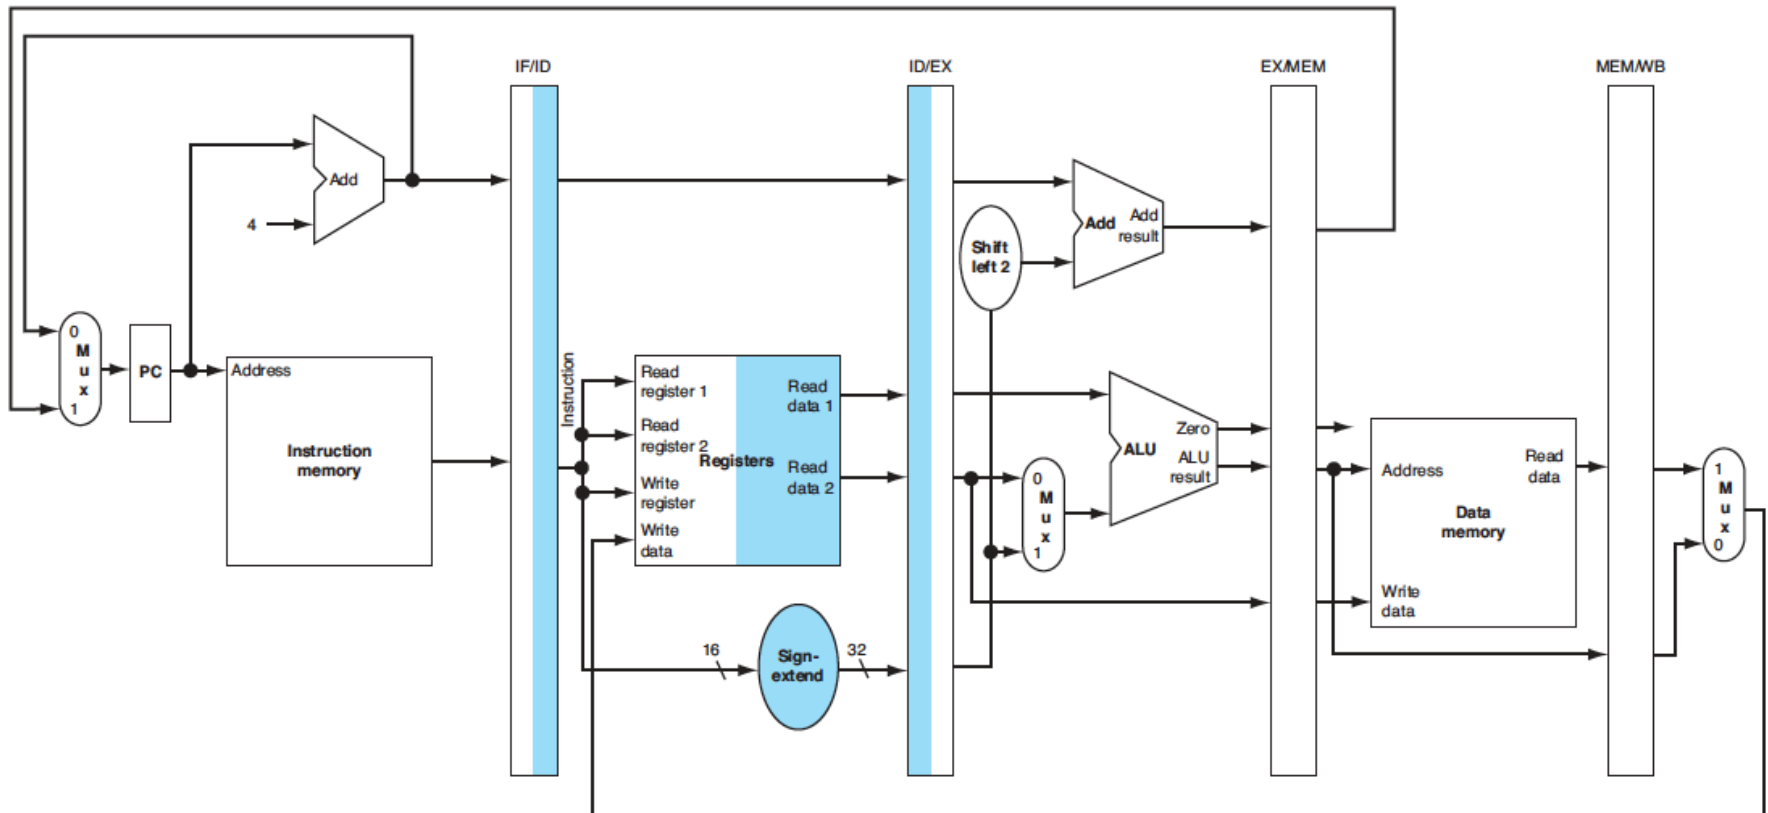 IF/ID
ID/EX
EX/MEM
MEM/WB
Add
4
Add
Add
result
Shift
left 2
0
M
u
x
1
PC
Address
Instruction
memory
Instruction
Read
register 1
Read
register 2
Write
register
Write
data
Registers
Read
data 1
Read
data 2
16
Sign-
extend
32
0
M
u
x
1
ALU
Zero
ALU
result
Address
Read
data
Data
memory
Write
data
1
M
u
x
0